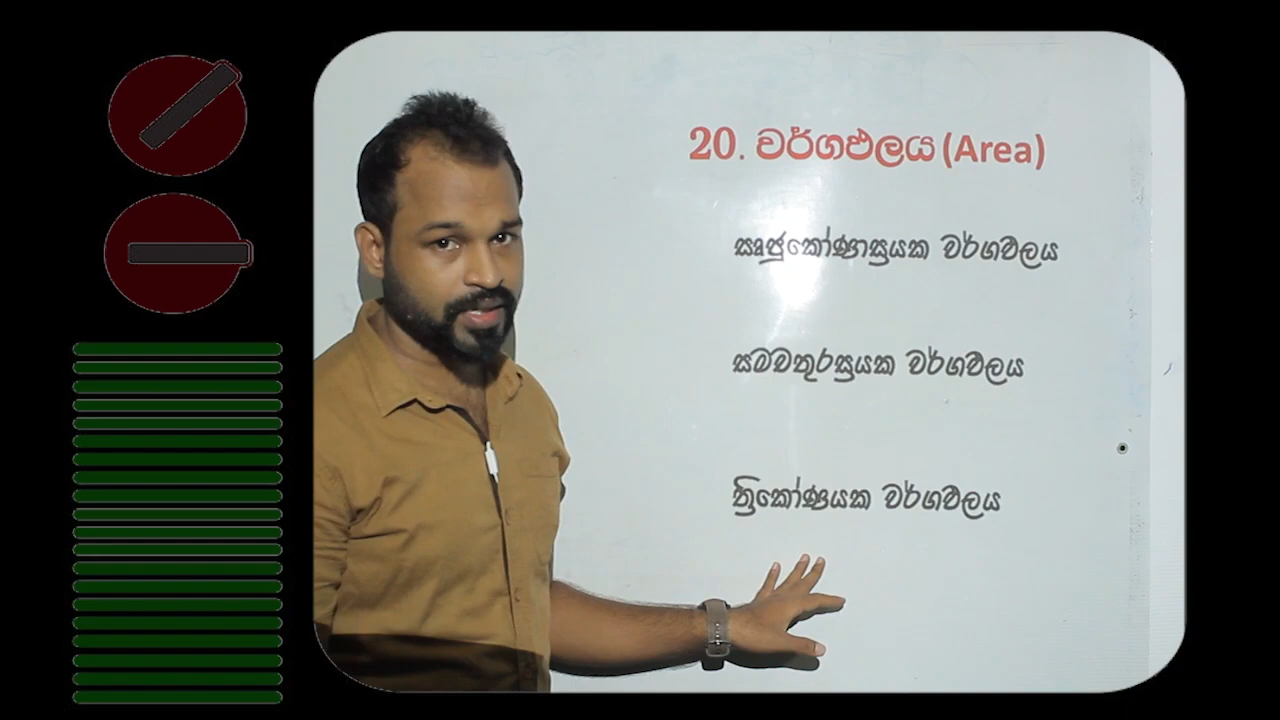 20. වර්ගඵලය (Area)
සෘජුකෝණාස්‍රයක වර්ගඵලය
සමචතුරස්‍රයක වර්ගඵලය
ත්‍රිකෝණයක වර්ගඵලය